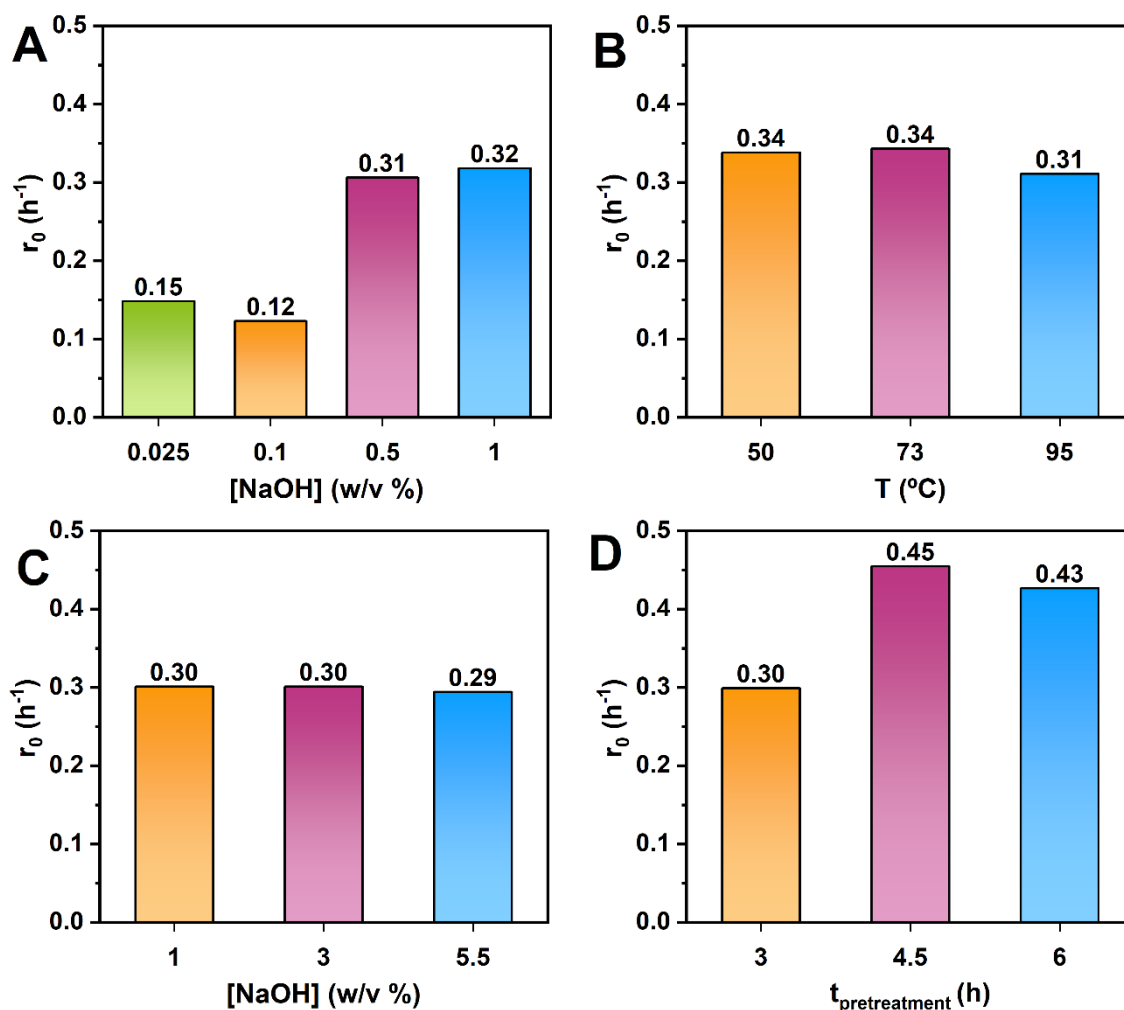 A
0.5
0.4
0.3
0.2
0.1
0.0
r0 (h-1)
0.15
0.12
0.31
0.32
0.025 0.1 0.5 1
[NaOH] (w/v %)
B
0.5
0.4
0.3
0.2
0.1
0.0
r0 (h-1)
0.34
0.34
0.31
50 73 95
T (ºC)
C
0.5
0.4
0.3
0.2
0.1
0.0
r0 (h-1)
0.30
0.30
0.29
1 3 5.5
[NaOH] (w/v %)
D
0.5
0.4
0.3
0.2
0.1
0.0
r0 (h-1)
0.30
0.45
0.43
3 4.5 6
tpretreatment (h)